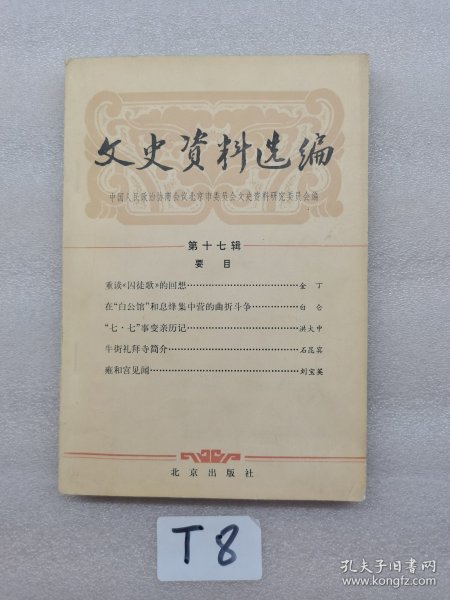 文史资料选编
中国人民政治协商会议北京市委员会文史资料研究委员会编
第十七辑
要目
重读《囚徒歌》的回想……………………金丁
在“白公馆”和息烽集中营的曲折斗争……………白仑
“七·七”事变亲历记……………………洪大中
牛街礼拜寺简介……………………石昆宾
雍和宫见闻……………………刘宝英
北京出版社
T8
孔夫子旧书网
www.kongfz.com